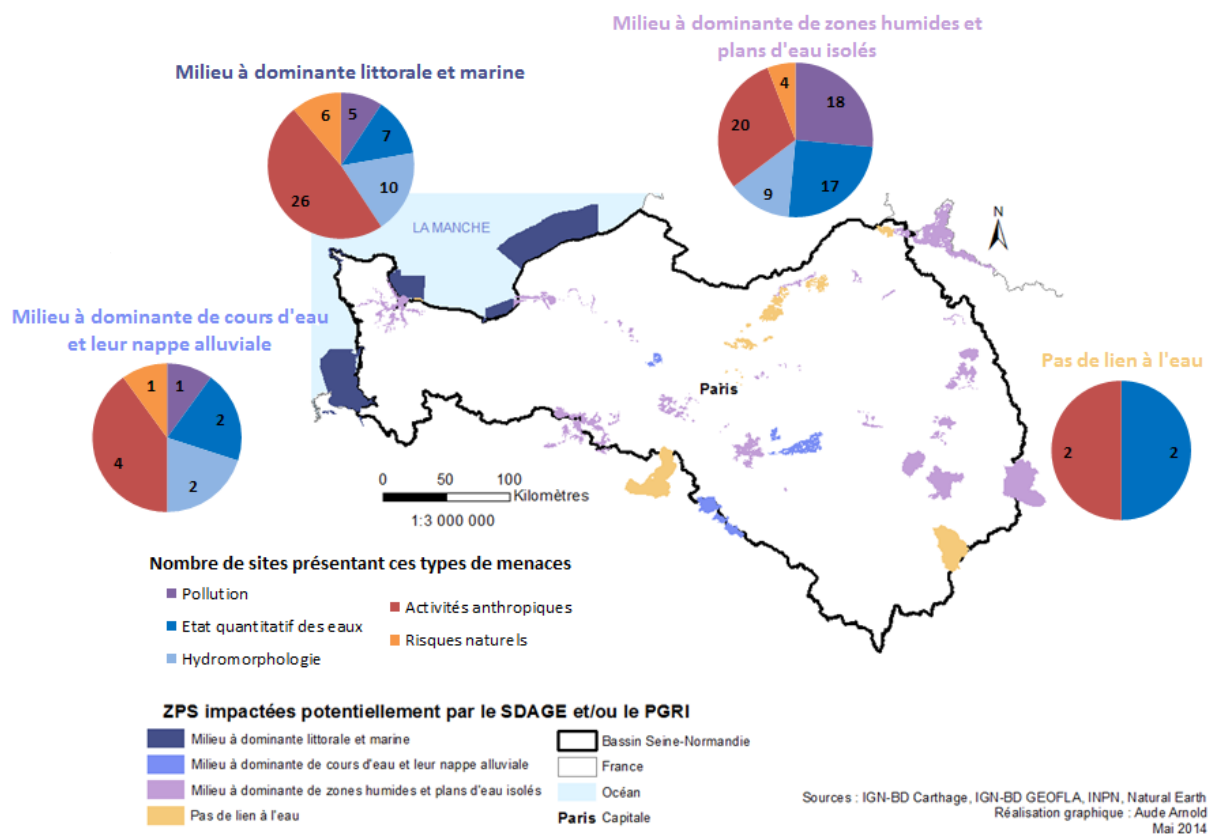 Milieu à dominante de zones humides et
plans d'eau isolés
4
18
20
9
17
Milieu à dominante littorale et marine
6
5
7
10
26
LA MANCHE
N
Milieu à dominante de cours d'eau
et leur nappe alluviale
1
1
2
4
2
Paris
Pas de lien à l'eau
2
2
0 50 100
Kilomètres
1:3 000 000
Nombre de sites présentant ces types de menaces
Pollution
Etat quantitatif des eaux
Hydromorphologie
Activités anthropiques
Risques naturels
ZPS impactées potentiellement par le SDAGE et/ou le PGRI
Milieu à dominante littorale et marine
Milieu à dominante de cours d'eau et leur nappe alluviale
Milieu à dominante de zones humides et plans d'eau isolés
Pas de lien à l'eau
Bassin Seine-Normandie
France
Océan
Paris Capitale
Sources : IGN-BD Carthage, IGN-BD GEOFLA, INPN, Natural Earth
Réalisation graphique : Aude Arnold
Mai 2014